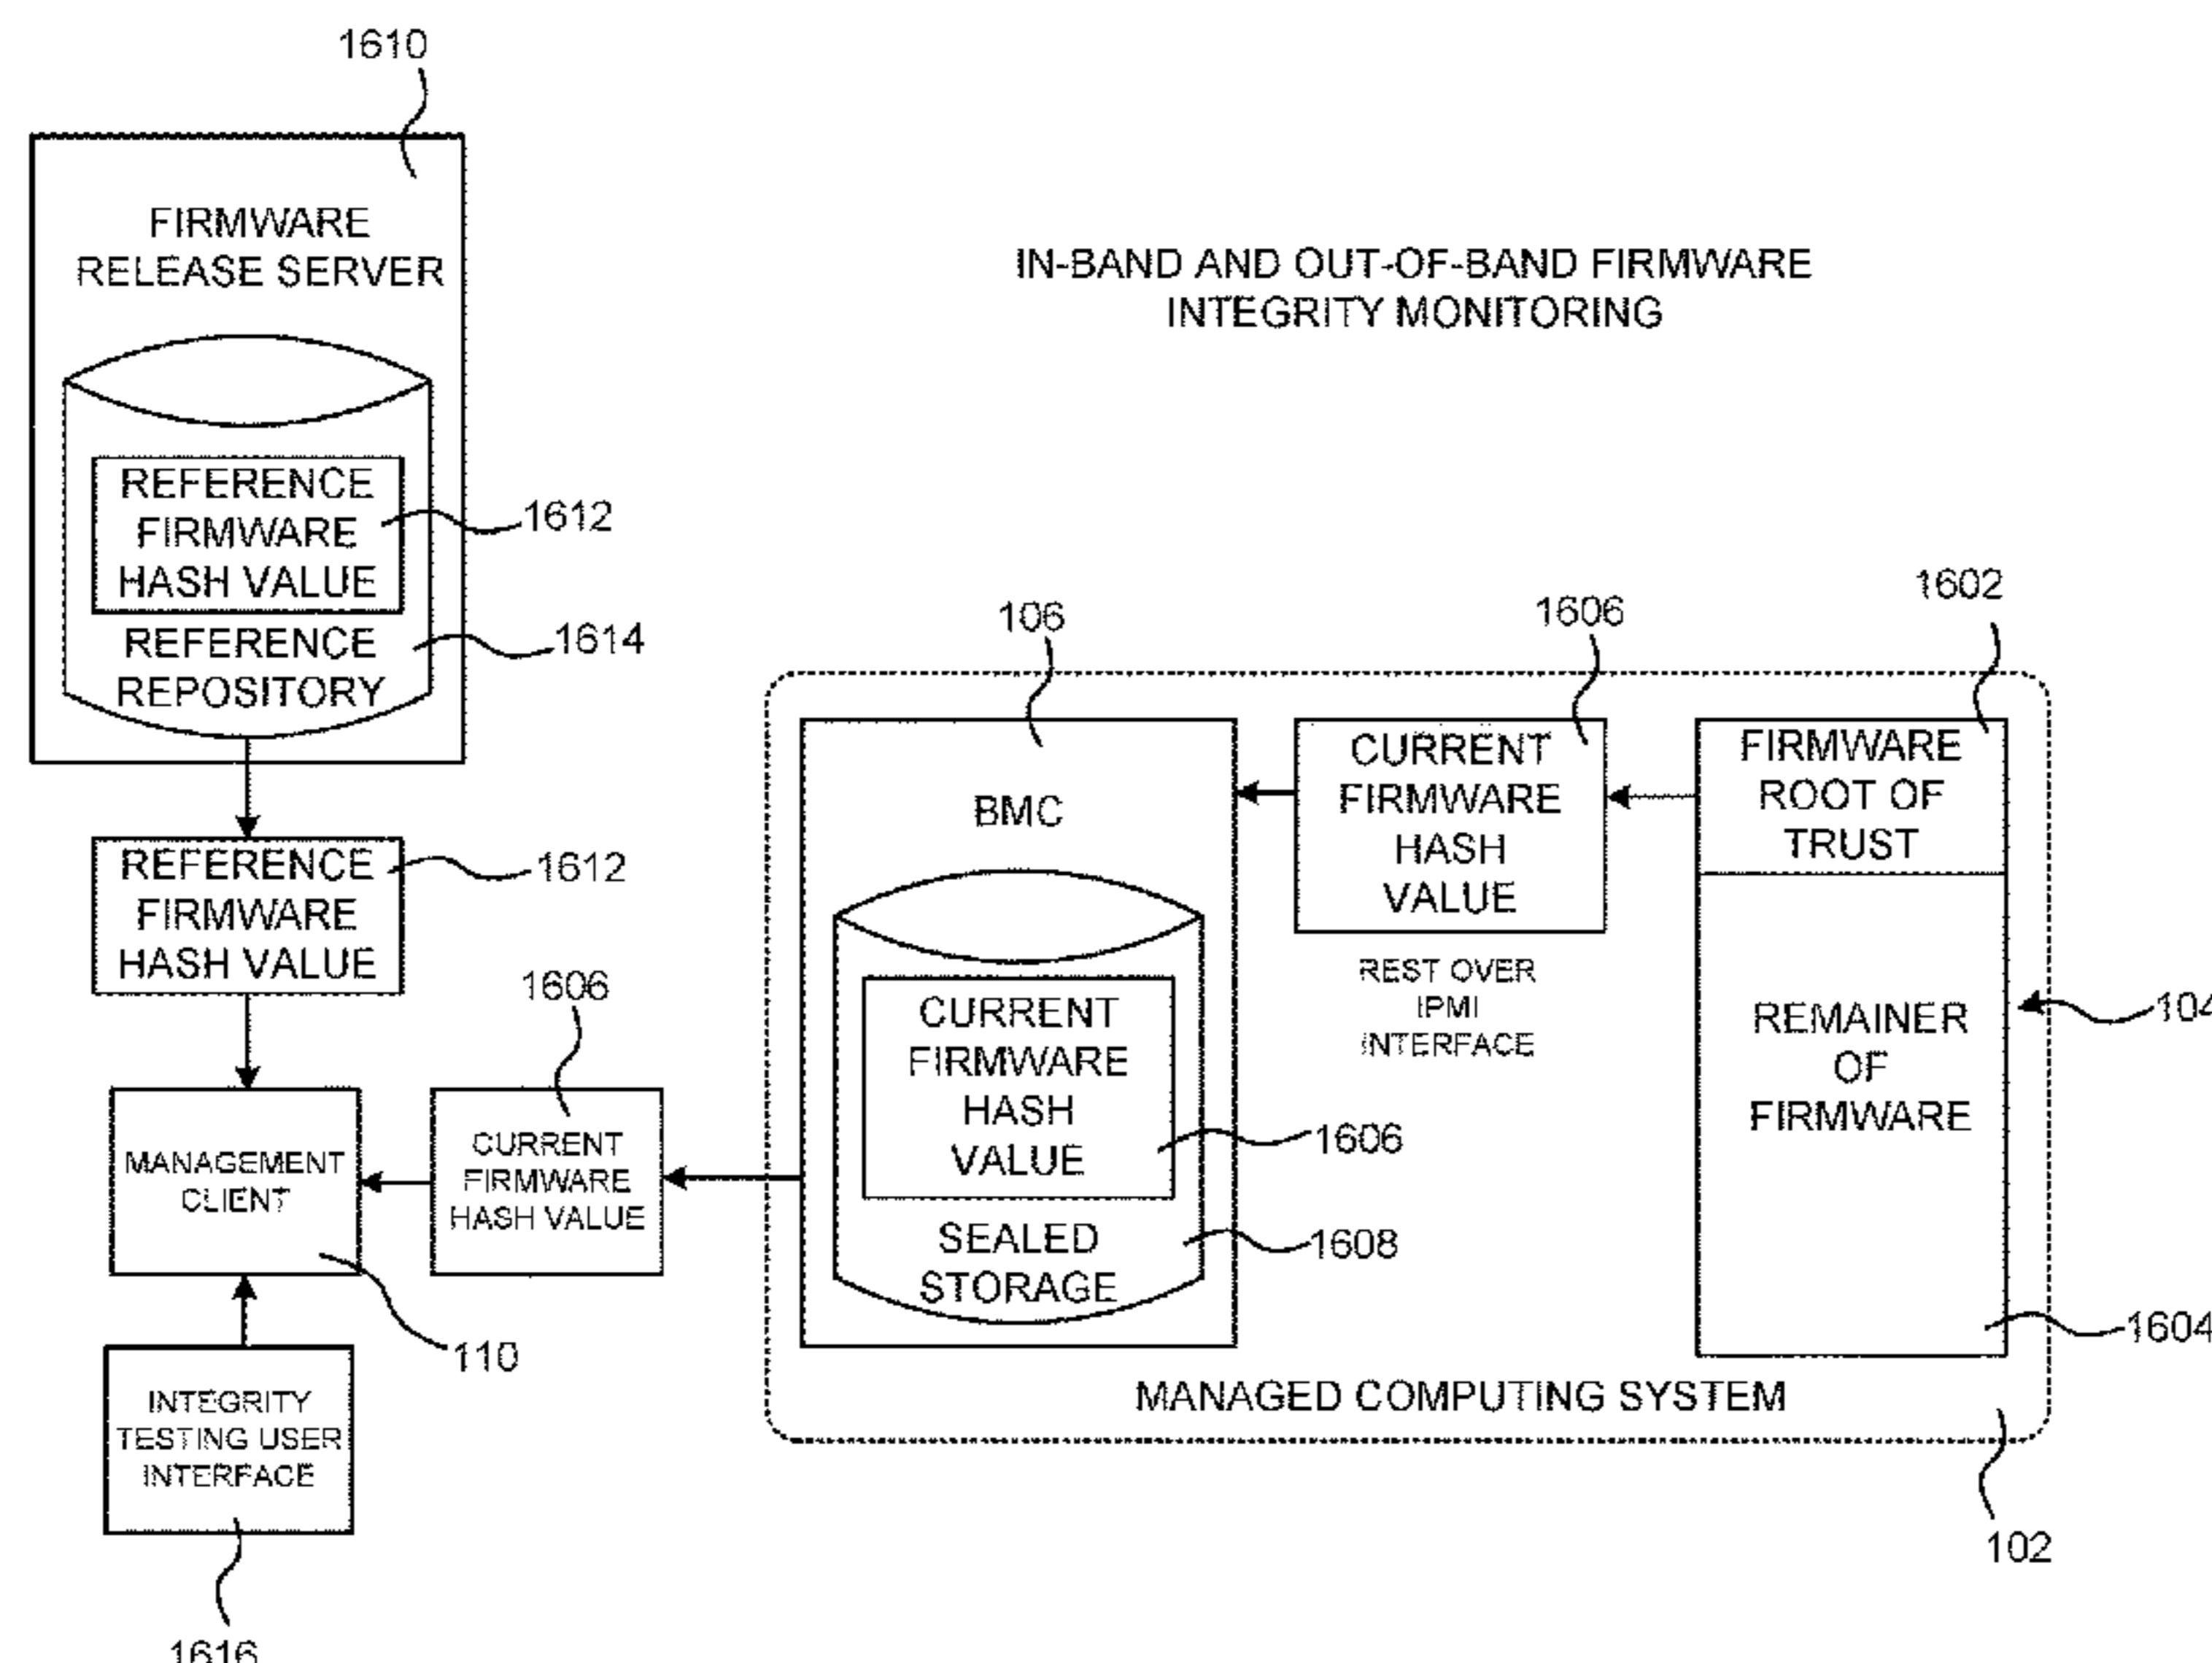 1610
FIRMWARE
RELEASE SERVER
REFERENCE
FIRMWARE
HASH VALUE
1612
REFERENCE
REPOSITORY
1614
IN-BAND AND OUT-OF-BAND FIRMWARE
INTEGRITY MONITORING
REFERENCE
FIRMWARE
HASH VALUE
1612
MANAGEMENT
CLIENT
110
INTEGRITY
TESTING USER
INTERFACE
1616
1606
CURRENT
FIRMWARE
HASH VALUE
106
BMC
CURRENT
FIRMWARE
HASH
VALUE
1606
SEALED
STORAGE
1608
1606
CURRENT
FIRMWARE
HASH
VALUE
REST OVER
IPMI
INTERFACE
1602
FIRMWARE
ROOT OF
TRUST
REMAINER
OF
FIRMWARE
104
1604
MANAGED COMPUTING SYSTEM
102